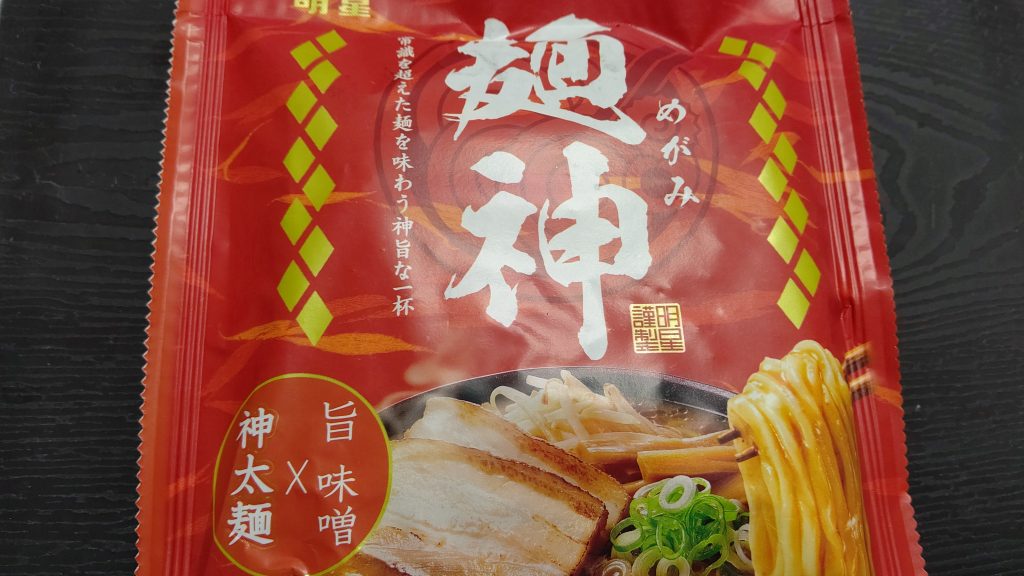 明星
麺神
めがみ
常識を超えた麺を味わう神旨な一杯
明星
謹製
旨味噌
×
神太麺